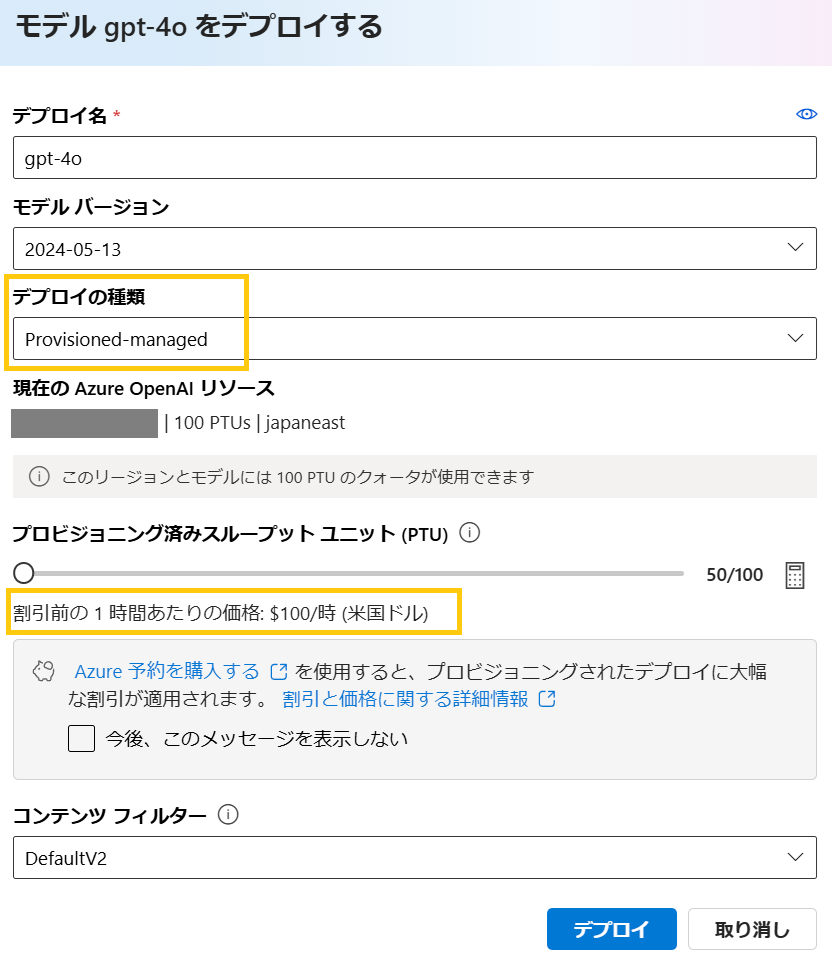 モデル gpt-4o をデプロイする
デプロイ名 *
gpt-4o
モデル バージョン
2024-05-13
デプロイの種類
Provisioned-managed
現在の Azure OpenAI リソース
| 100 PTUs | japaneast
このリージョンとモデルには 100 PTU のクォータが使用できます
プロビジョニング済みスループット ユニット (PTU)
50/100
割引前の 1 時間あたりの価格: $100/時 (米国ドル)
Azure 予約を購入する を使用すると、プロビジョニングされたデプロイに大幅
な割引が適用されます。 割引と価格に関する詳細情報
今後、このメッセージを表示しない
コンテンツ フィルター
DefaultV2
デプロイ
取り消し